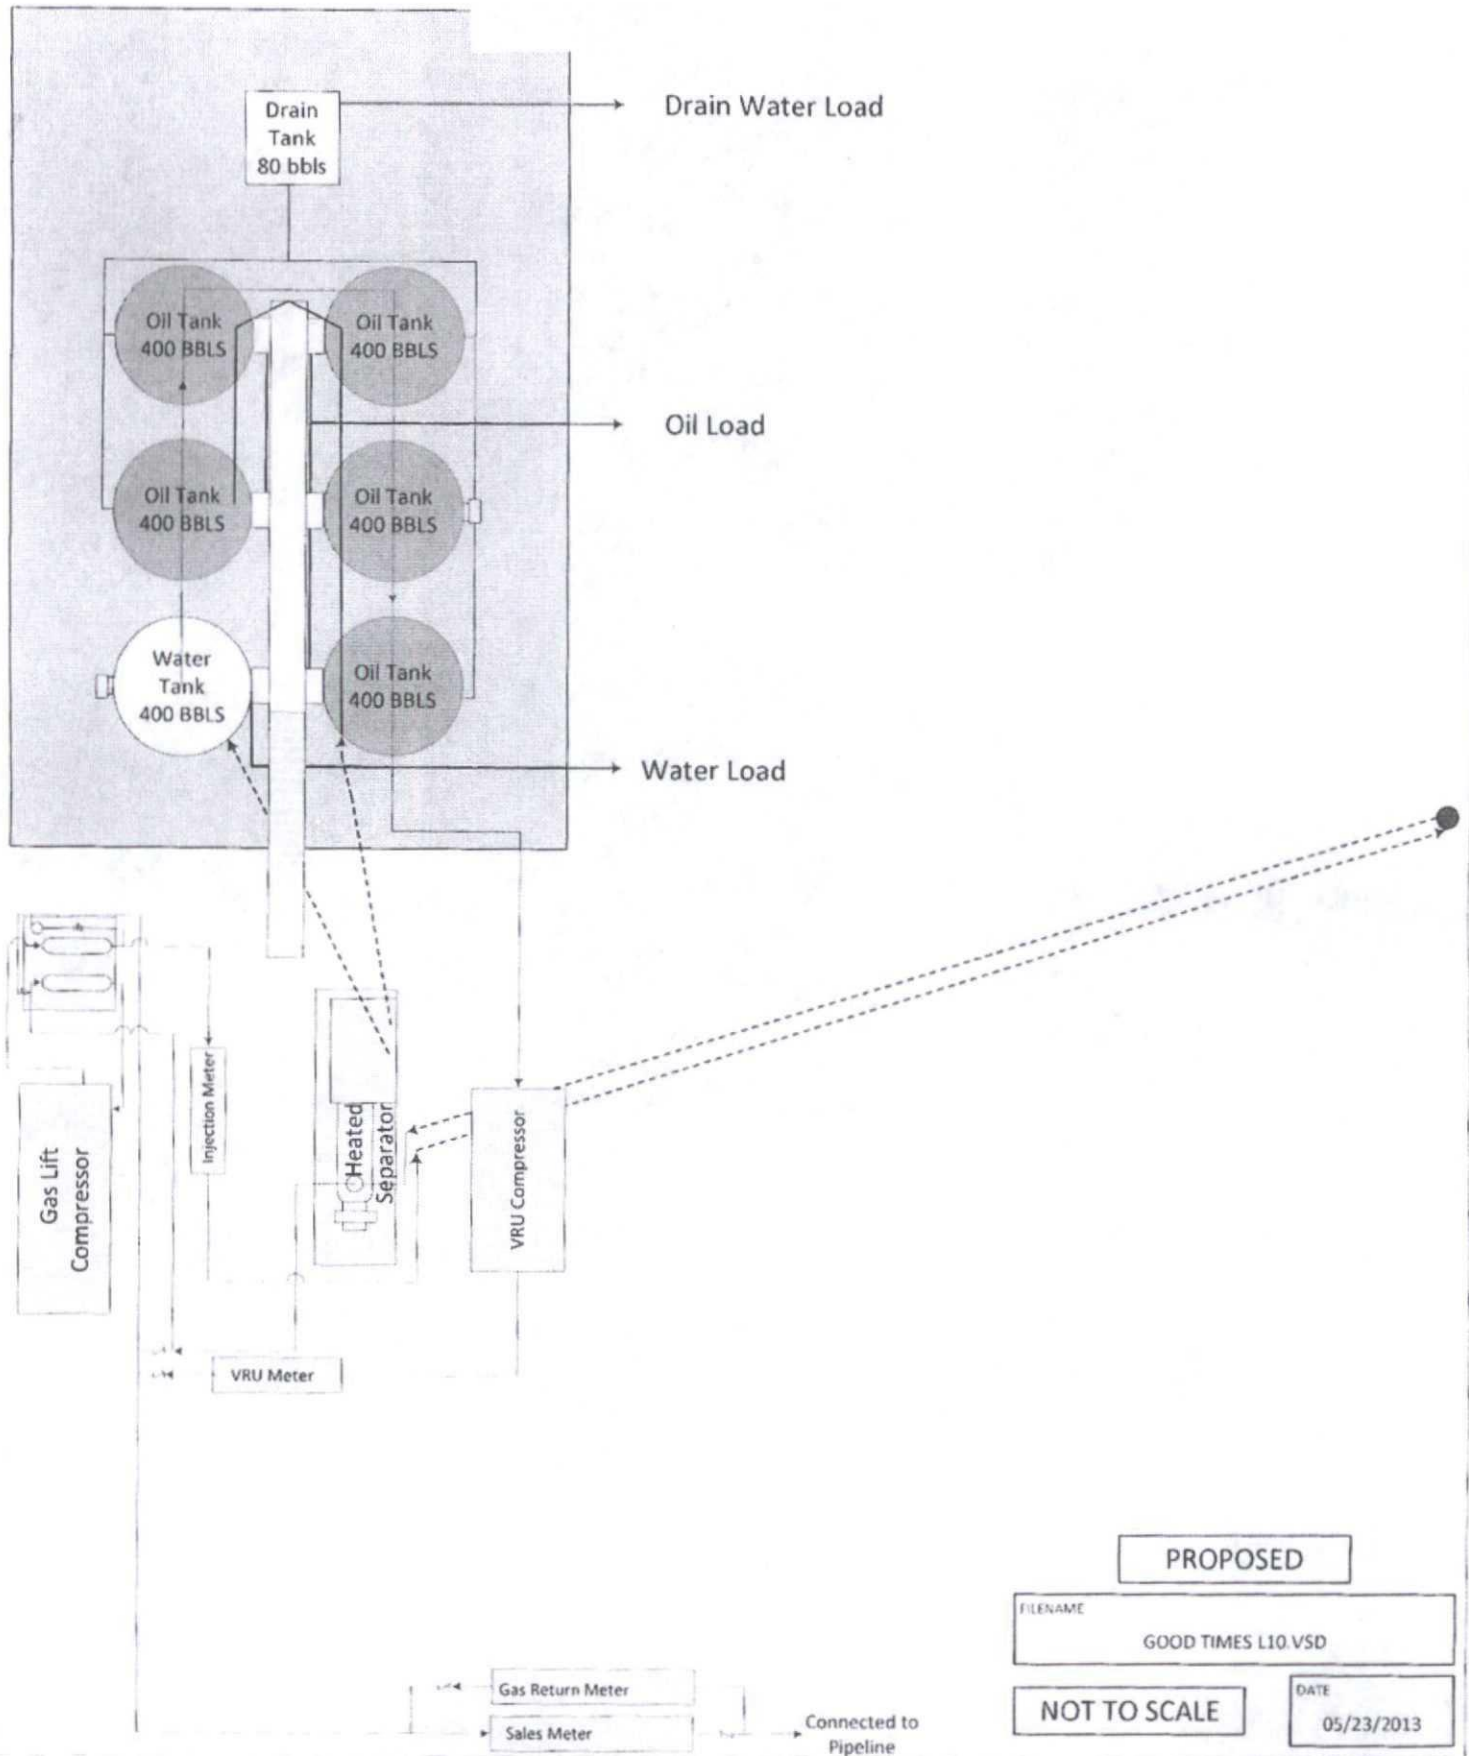 Drain
Tank
80 bbls
Drain Water Load
Oil Tank
400 BBLS
Oil Tank
400 BBLS
Oil Load
Oil Tank
400 BBLS
Oil Tank
400 BBLS
Water
Tank
400 BBLS
Oil Tank
400 BBLS
Water Load
Gas Lift
Compressor
Injection Meter
Heated
Separator
VRU Compressor
VRU Meter
PROPOSED
FILENAME
GOOD TIMES L10.VSD
NOT TO SCALE
DATE
05/23/2013
Gas Return Meter
Sales Meter
Connected to
Pipeline